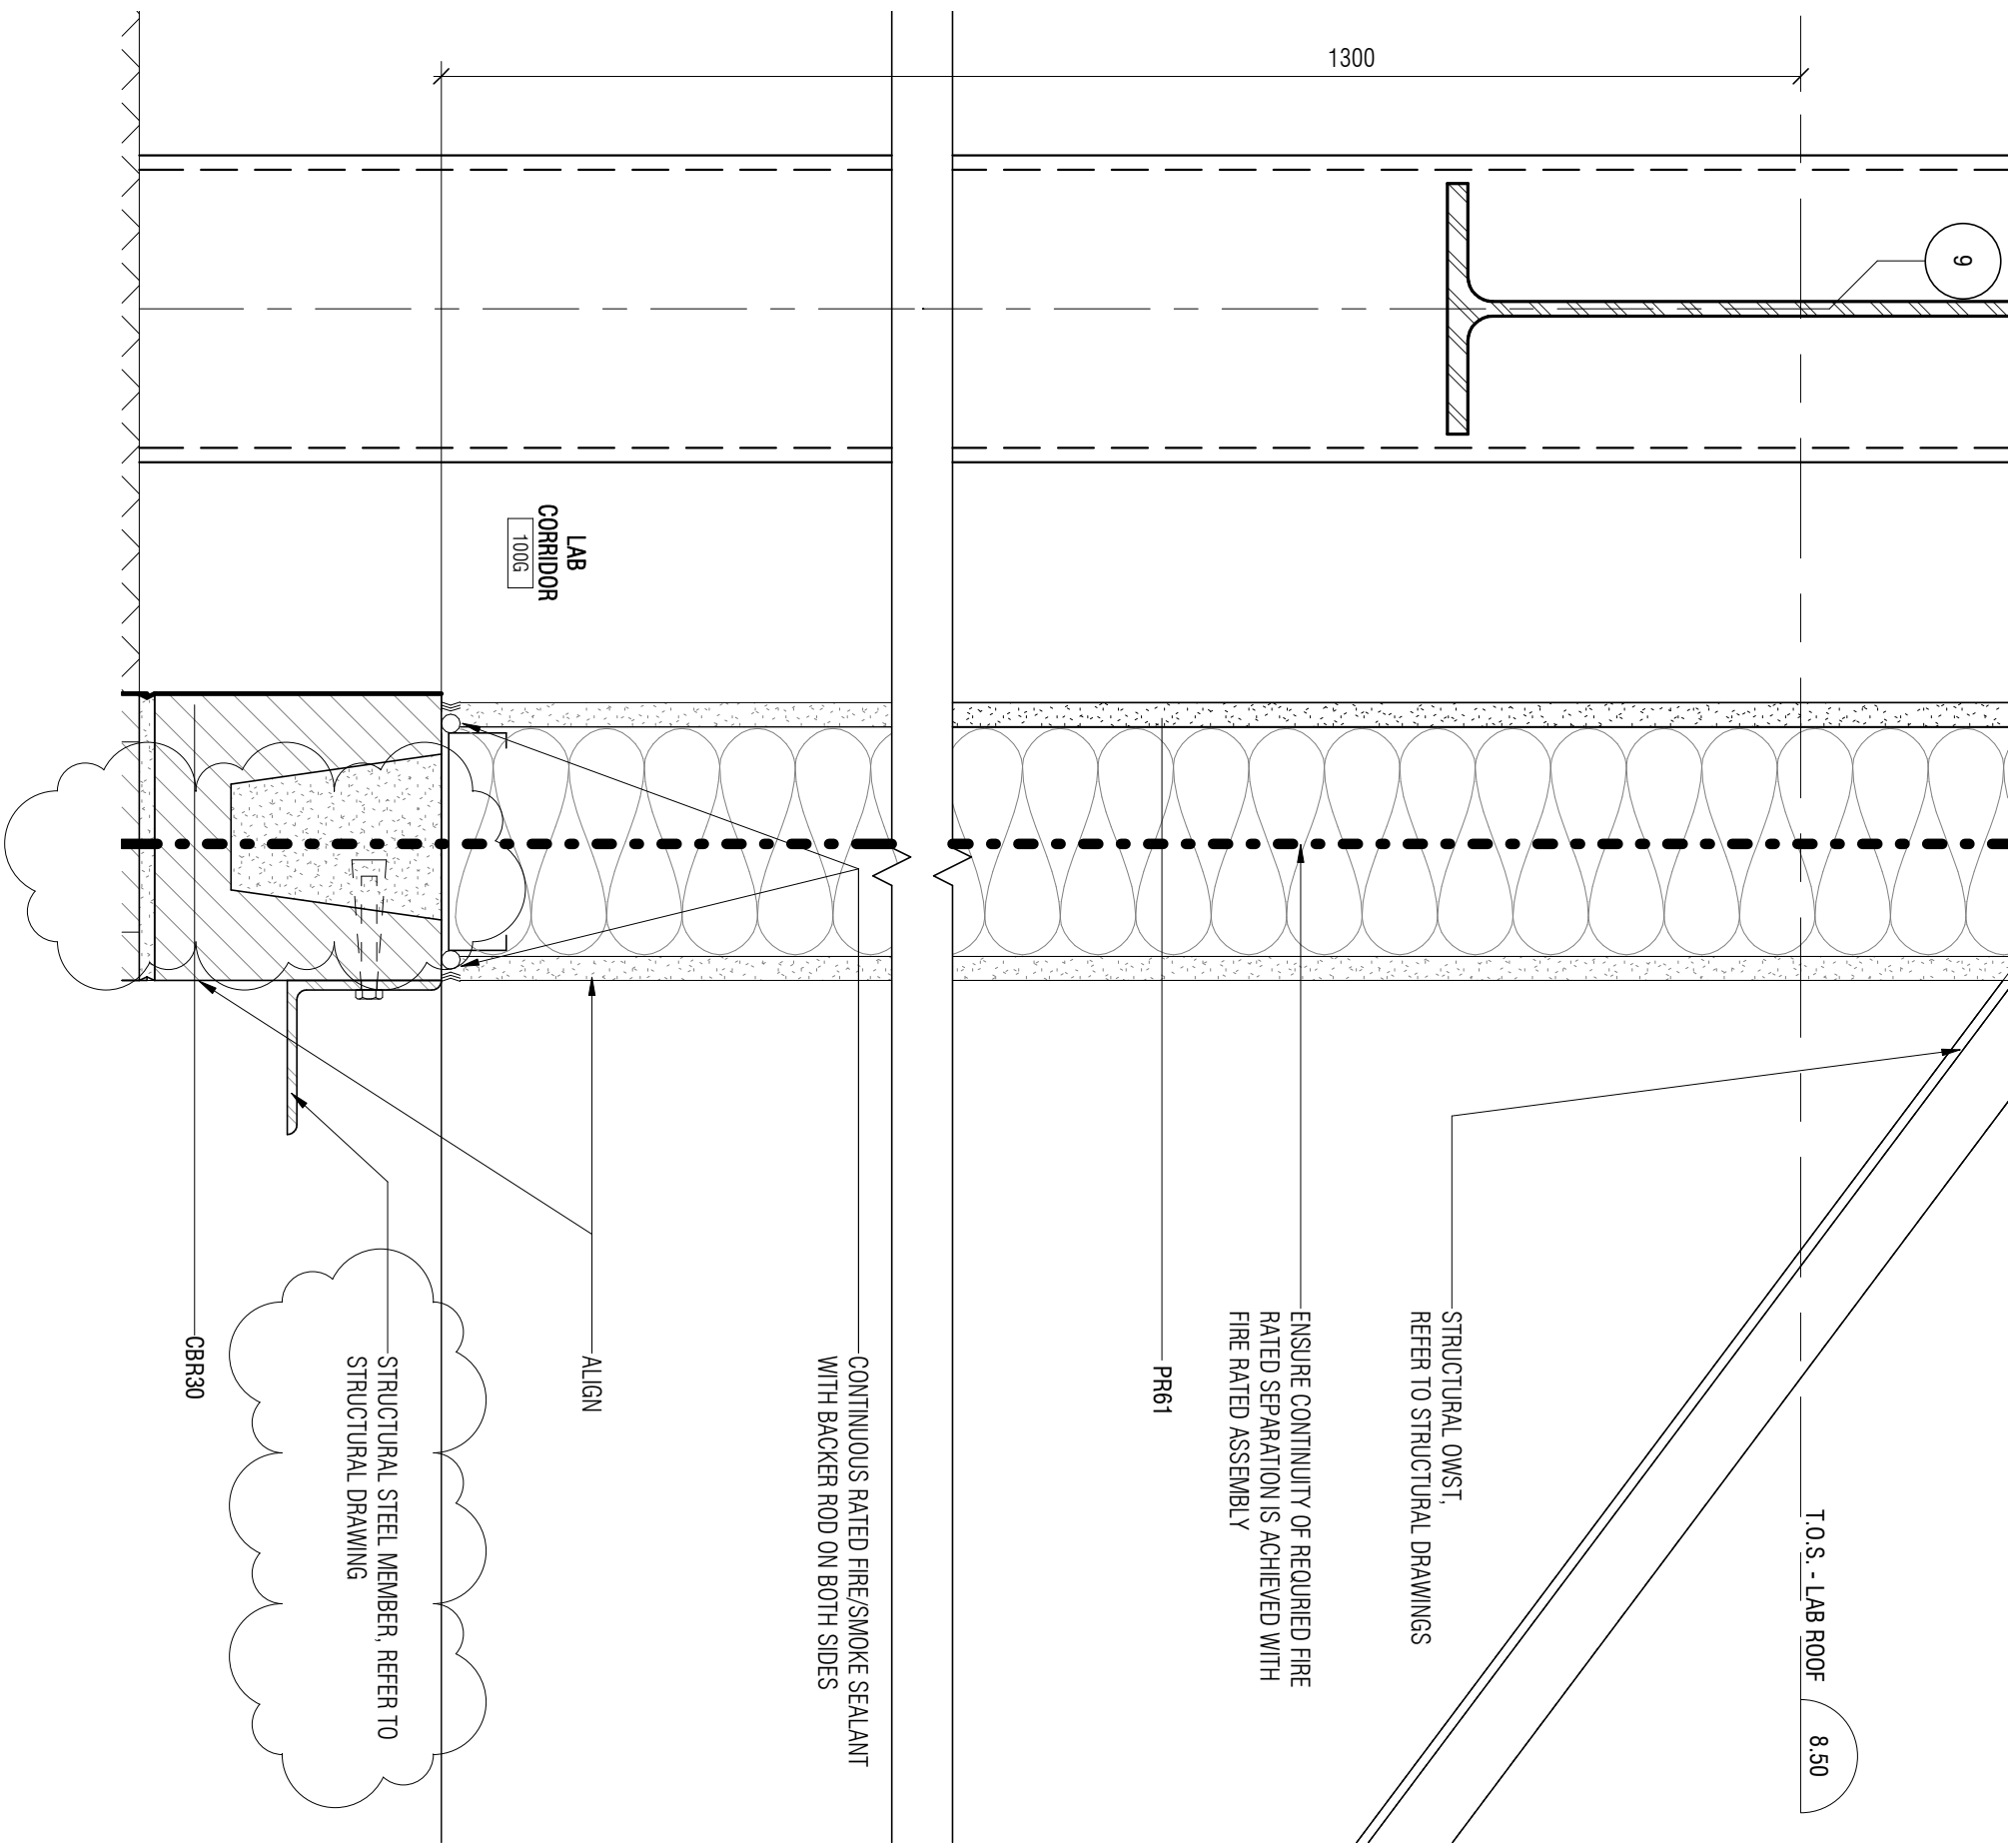 1300
9
T.O.S. - LAB ROOF
8.50
STRUCTURAL OWSJ,
REFER TO STRUCTURAL DRAWINGS
ENSURE CONTINUITY OF REQURIED FIRE
RATED SEPARATION IS ACHIEVED WITH
FIRE RATED ASSEMBLY
PR61
CONTINUOUS RATED FIRE/SMOKE SEALANT
WITH BACKER ROD ON BOTH SIDES
LAB
CORRIDOR
100G
ALIGN
STRUCTURAL STEEL MEMBER, REFER TO
STRUCTURAL DRAWING
CBR30